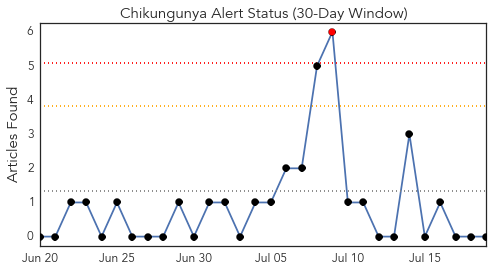 Chikungunya Alert Status (30-Day Window)
Articles Found
6
5
4
3
2
1
0
Jun 20
Jun 25
Jun 30
Jul 05
Jul 10
Jul 15